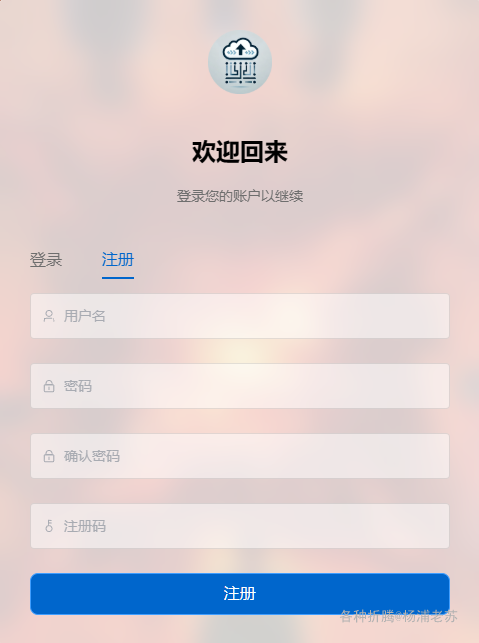 欢迎回来
登录您的账户以继续
登录 注册
用户名
密码
确认密码
注册码
注册
各种折腾@杨浦老苏